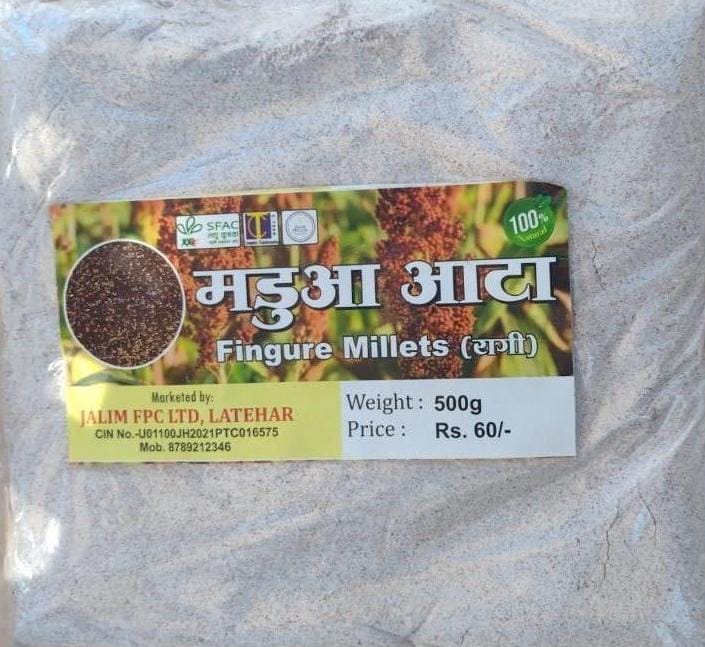 SFAC
100%
Natural
मडुआ आटा
Fingure Millets (रागी)
Marketed by:
JALIM FPC LTD, LATEHAR
CIN No.-U01100JH2021PTC016575
Mob. 8789212346
Weight : 500g
Price : Rs. 60/-